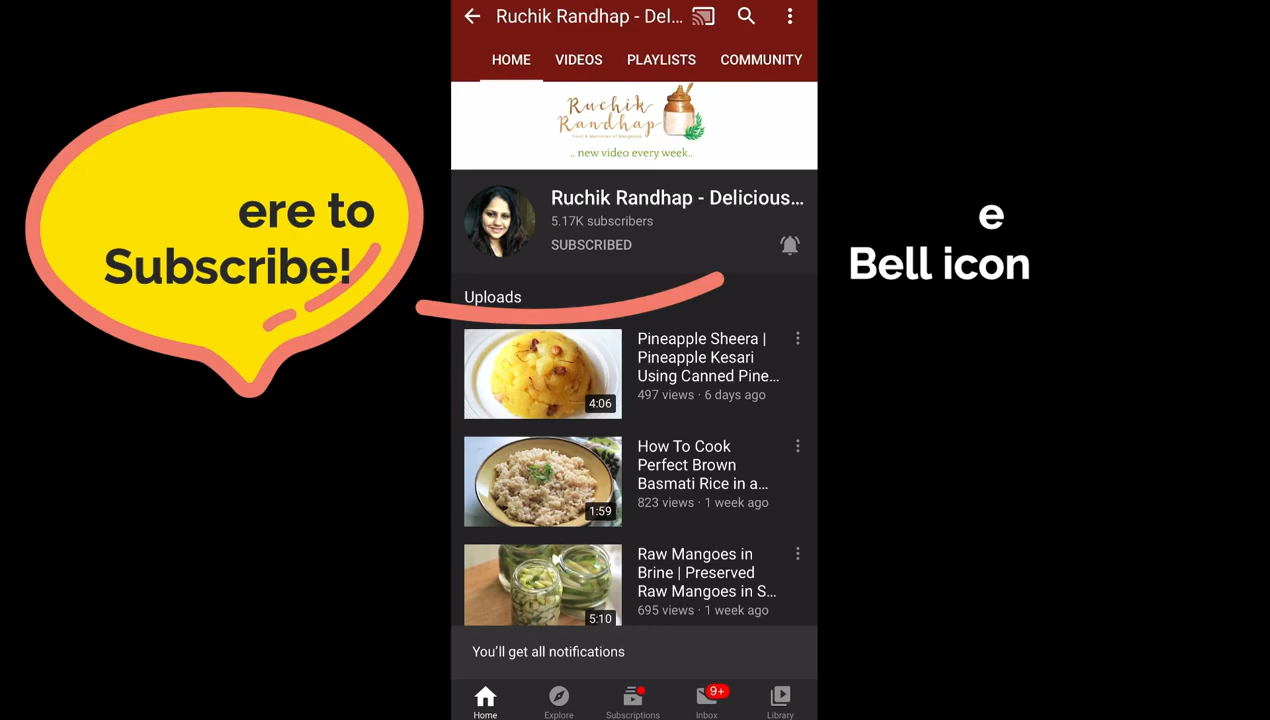 Ruchik Randhap - Del...
HOME VIDEOS PLAYLISTS COMMUNITY
Ruchik
Randhap
Food & Memories of Mangalore
.. new video every week..
ere to
Subscribe!
Ruchik Randhap - Delicious...
5.17K subscribers
SUBSCRIBED
e
Bell icon
Uploads
Pineapple Sheera |
Pineapple Kesari
Using Canned Pine...
497 views · 6 days ago
4:06
How To Cook
Perfect Brown
Basmati Rice in a...
823 views · 1 week ago
1:59
Raw Mangoes in
Brine | Preserved
Raw Mangoes in S...
695 views · 1 week ago
5:10
You'll get all notifications
9+
Home Explore Subscriptions Inbox Library